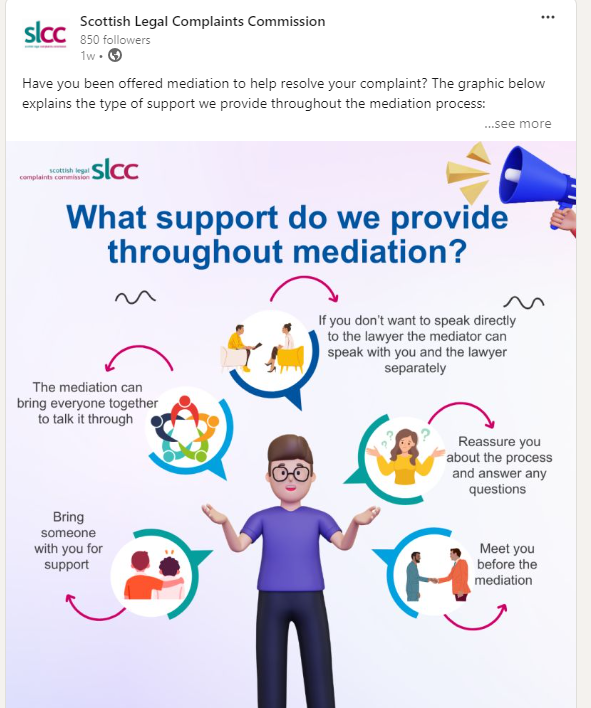 slcc
Scottish Legal Complaints Commission
850 followers
1w •
Have you been offered mediation to help resolve your complaint? The graphic below
explains the type of support we provide throughout the mediation process:
...see more
scottish legal
complaints commission
slcc
What support do we provide
throughout mediation?
If you don't want to speak directly
to the lawyer the mediator can
speak with you and the lawyer
separately
The mediation can
bring everyone together
to talk it through
Reassure you
about the process
and answer any
questions
Bring
someone
with you for
support
Meet you
before the
mediation